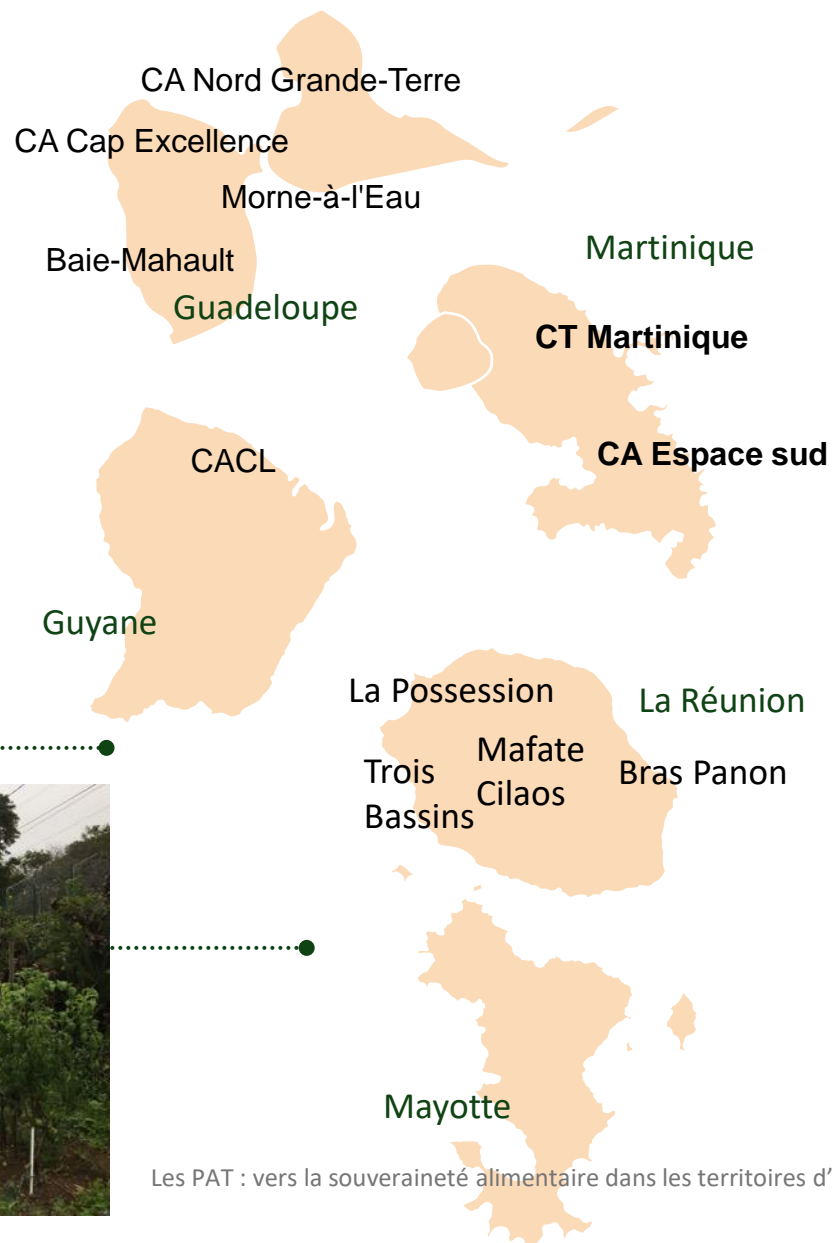 CA Nord Grande-Terre
CA Cap Excellence
Morne-à-l'Eau
Baie-Mahault
Guadeloupe
Martinique
CT Martinique
CA Espace sud
CACL
Guyane
La Possession
La Réunion
Mafate
Cilaos
Trois
Bassins
Bras Panon
Mayotte
Les PAT : vers la souveraineté alimentaire dans les territoires d’